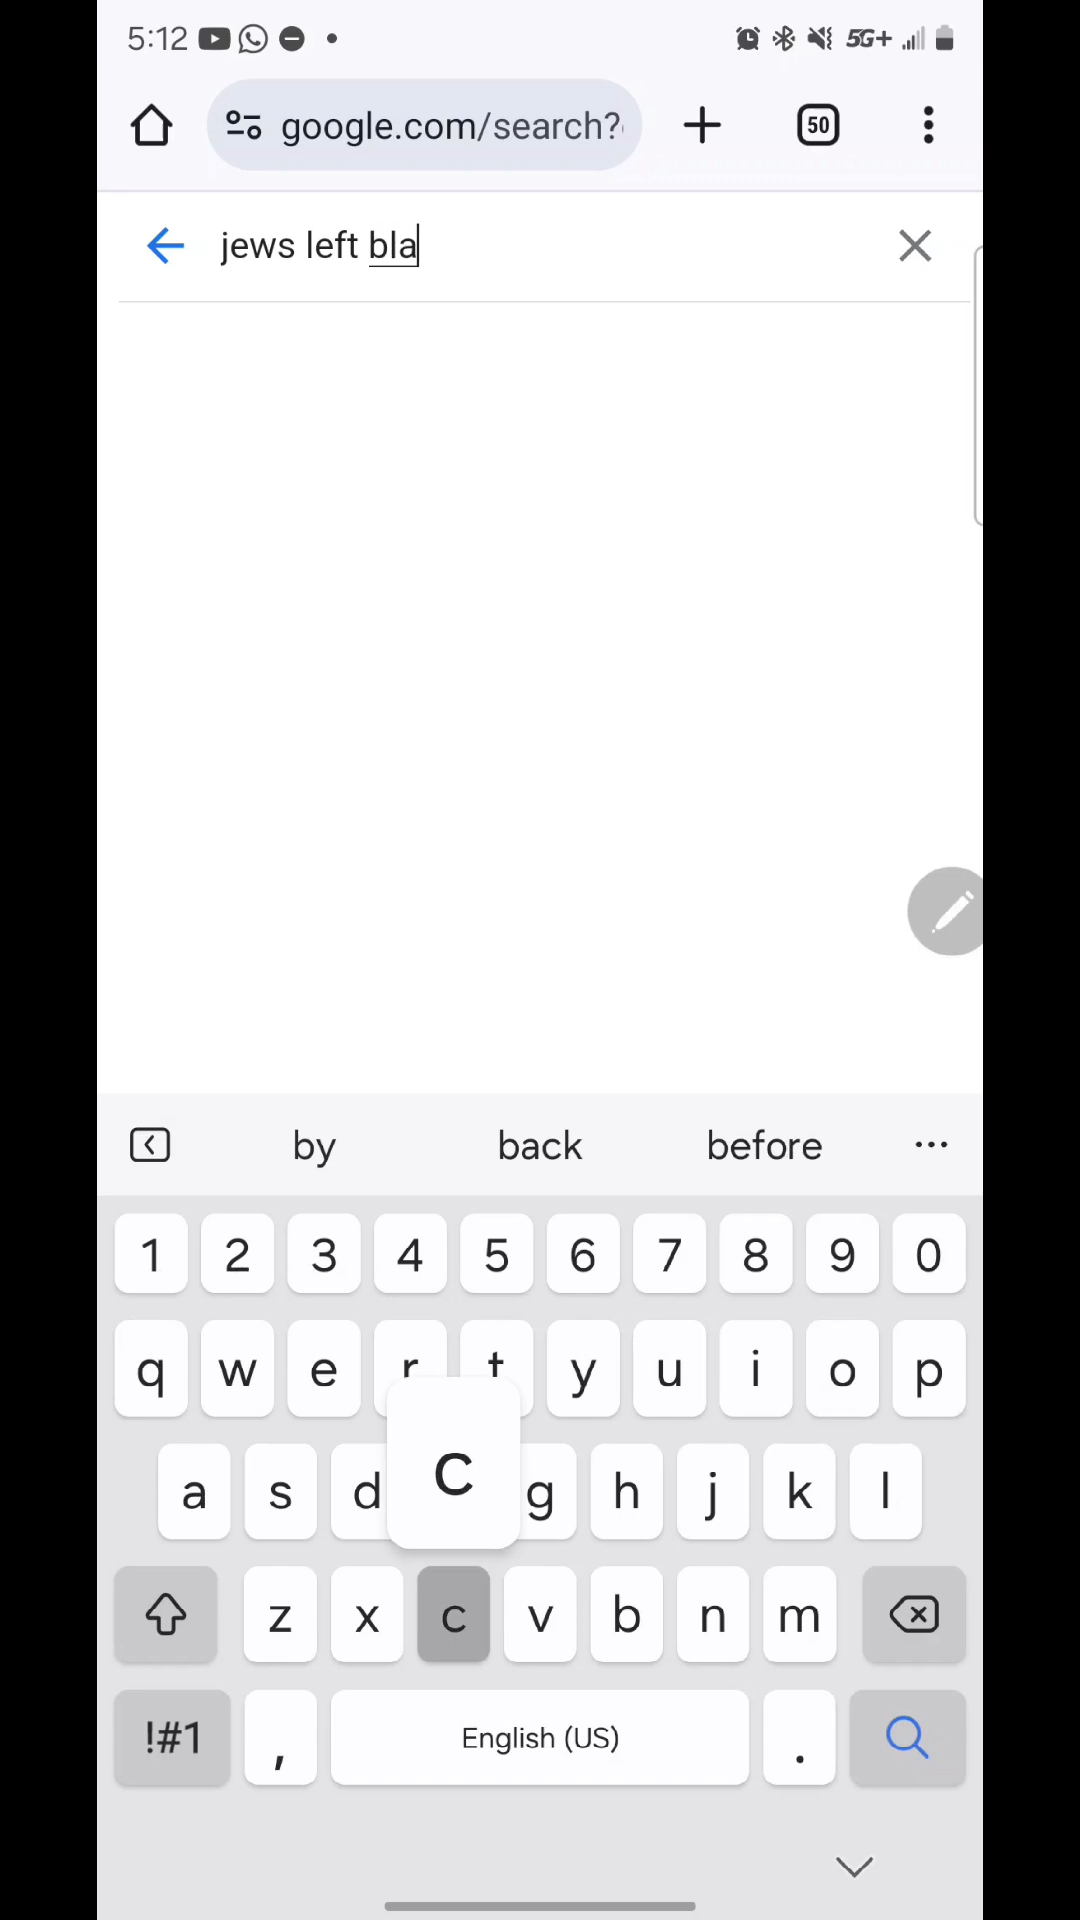 5:12 5G+
google.com/search?
50
jews left bla
by back before
1 2 3 4 5 6 7 8 9 0
q w e r t y u i o p
a s d c g h j k l
z x c v b n m
!#1 , English (US) .